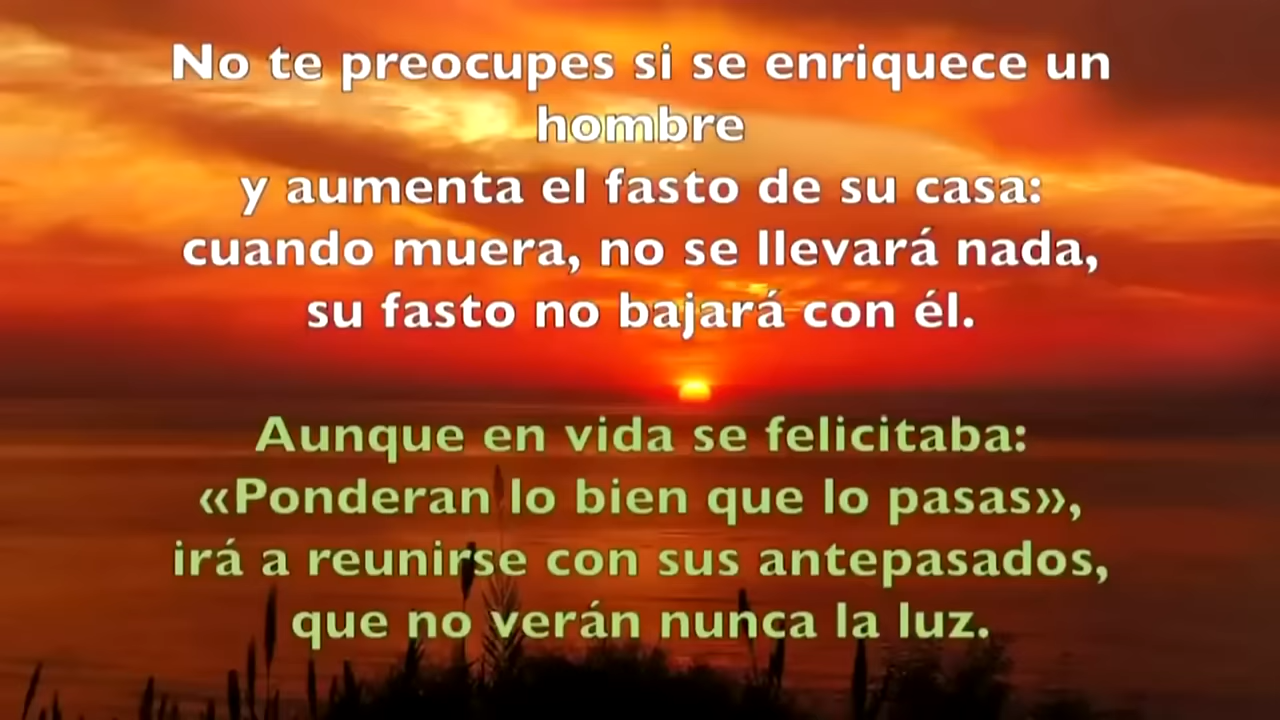 No te preocupes si se enriquece un
hombre
y aumenta el fasto de su casa:
cuando muera, no se llevará nada,
su fasto no bajará con él.
Aunque en vida se felicitaba:
«Ponderan lo bien que lo pasas»,
irá a reunirse con sus antepasados,
que no verán nunca la luz.